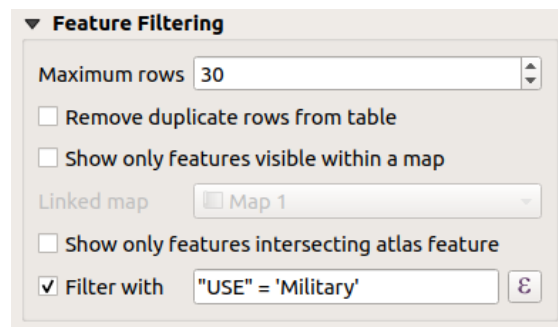 Feature Filtering
Maximum rows 30
Remove duplicate rows from table
Show only features visible within a map
Linked map Map 1
Show only features intersecting atlas feature
Filter with "USE" = 'Military' ε